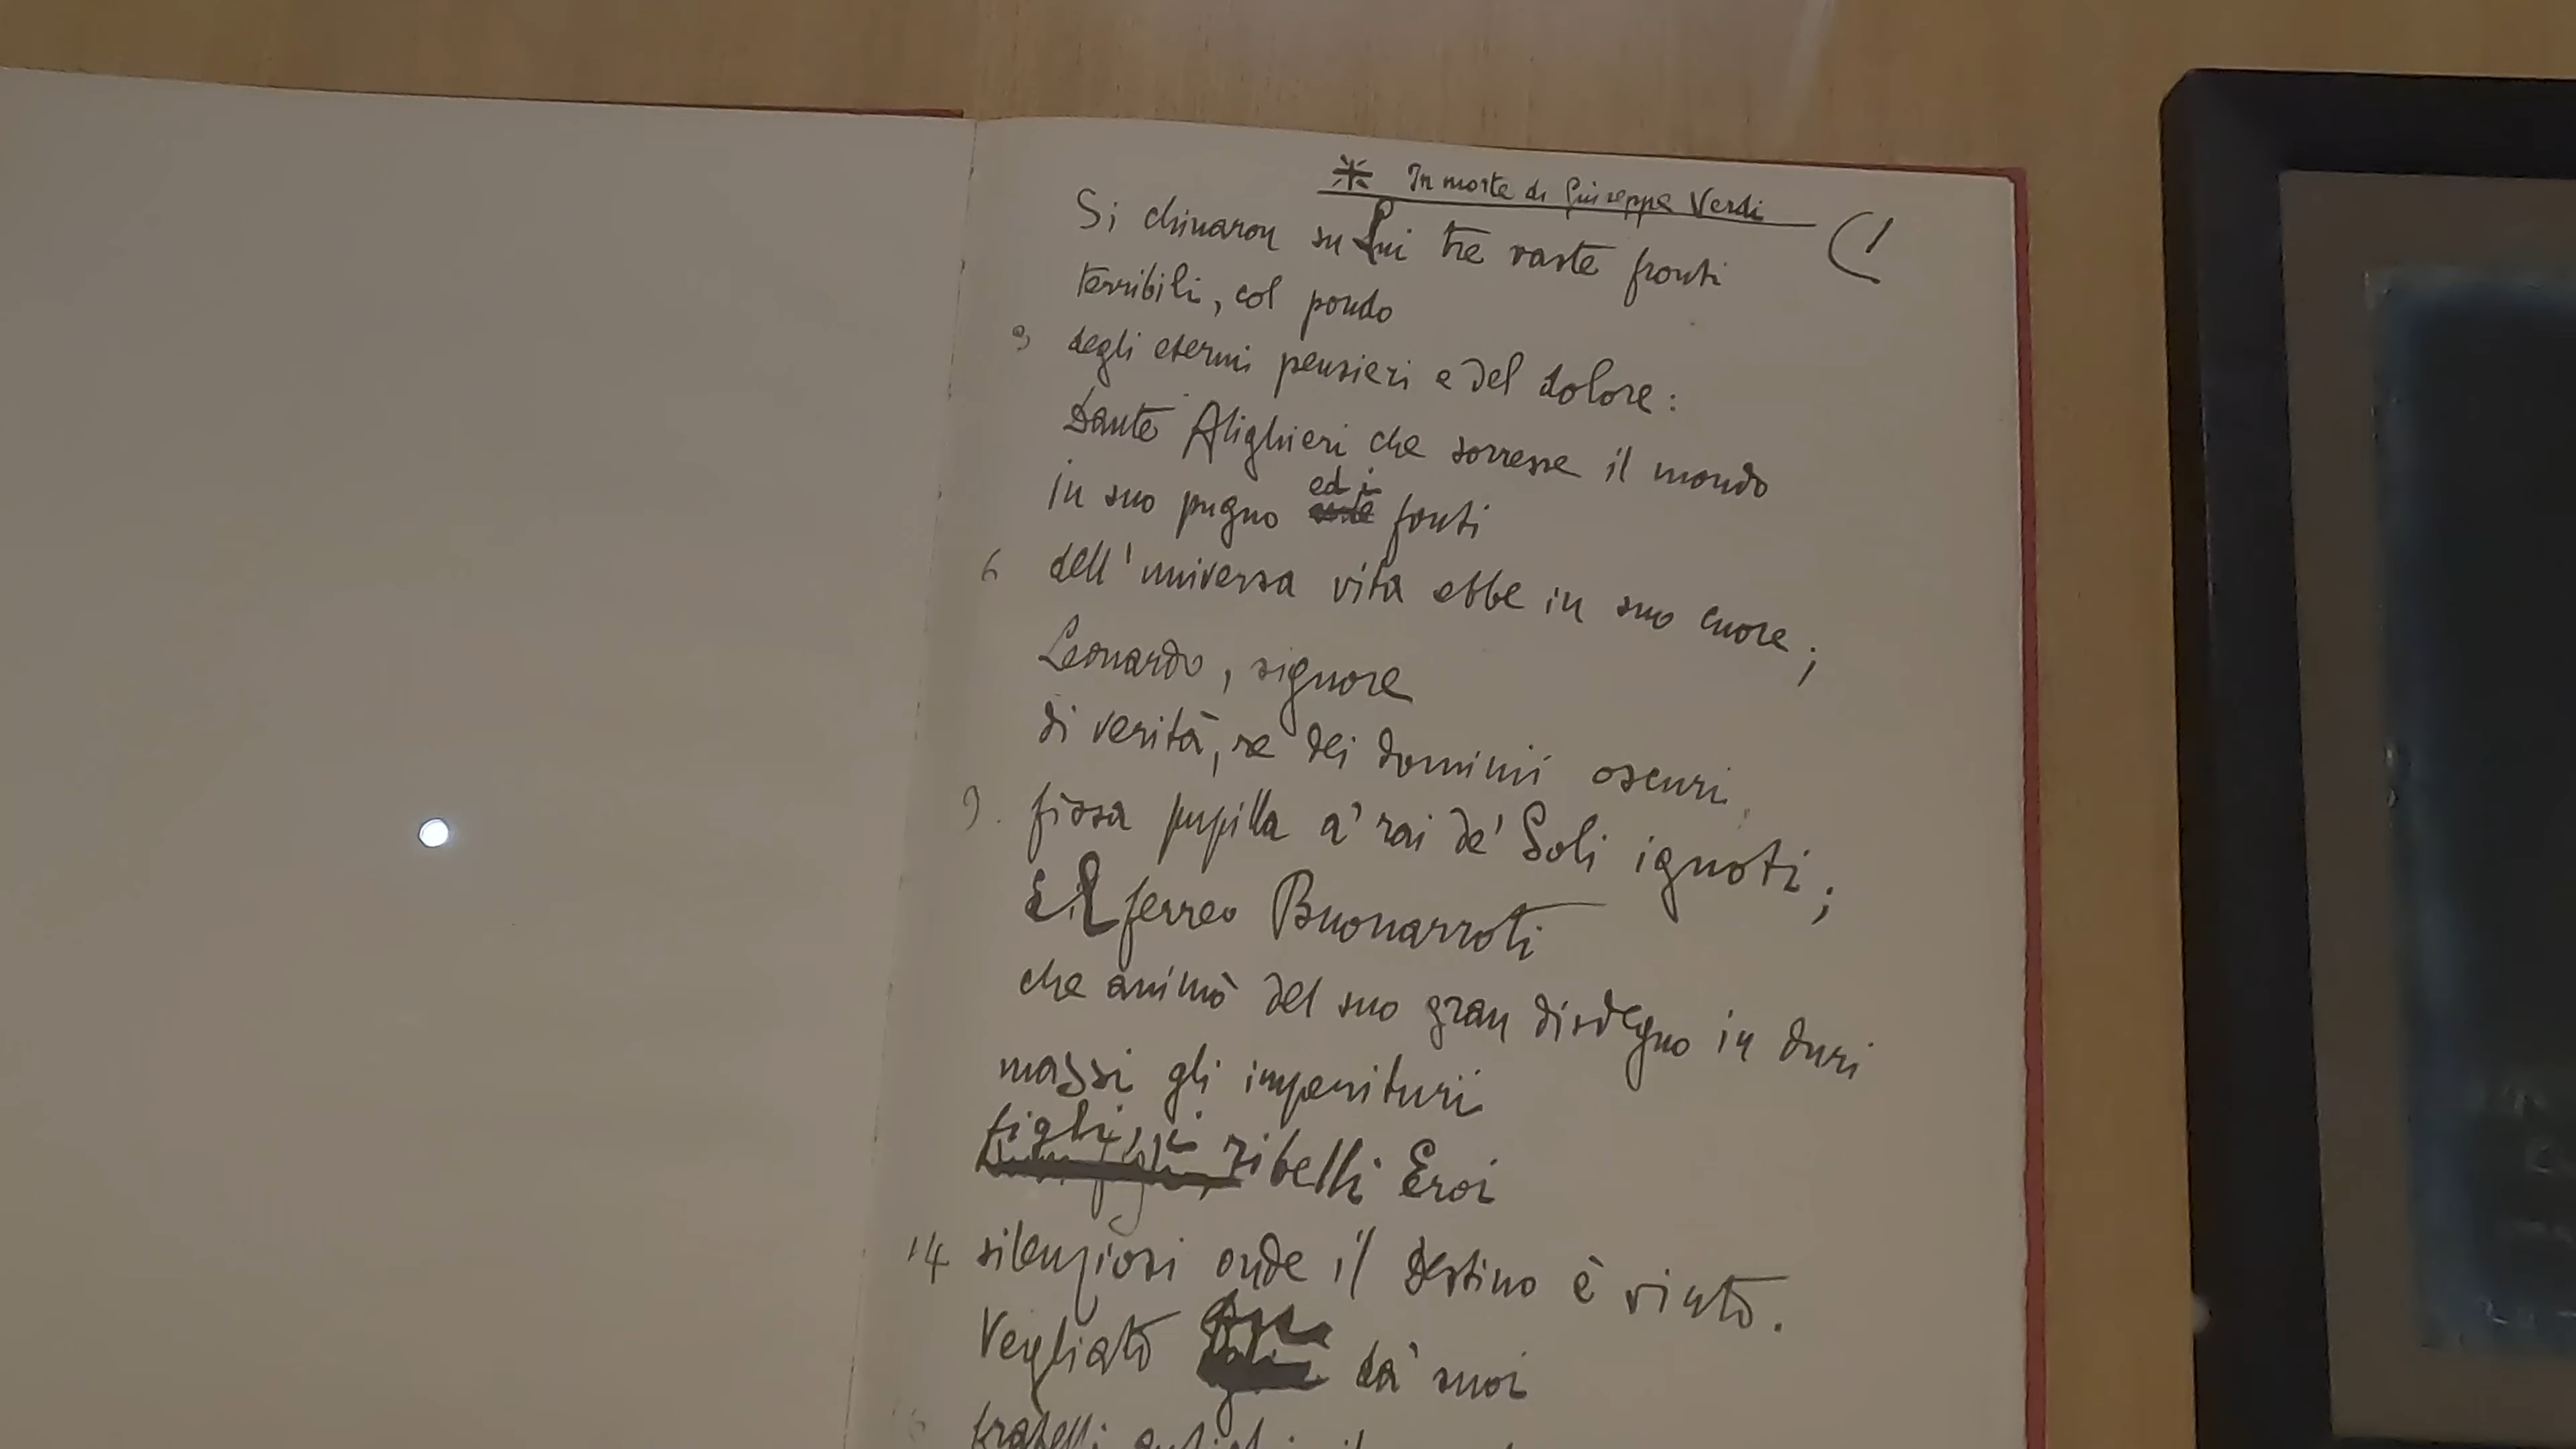 * In morte di Giuseppe Verdi
Si chinaron su Lui tre vaste fronti
terribili, col pondo
3 degli eterni pensieri e del dolore:
Dante Alighieri che sorresse il mondo
in suo pugno ed i fonti
6 dell'universa vita ebbe in suo cuore;
Leonardo, signore
di verità, re dei dominii oscuri,
9. fissa pupilla a' rai de' Soli ignoti;
E il ferreo Buonarroti
che animò del suo gran disdegno in duri
massi gli imperituri
figli, i ribelli Eroi
14 silenziosi onde il Destino è vinto.
Vegliato da' suoi
fratelli